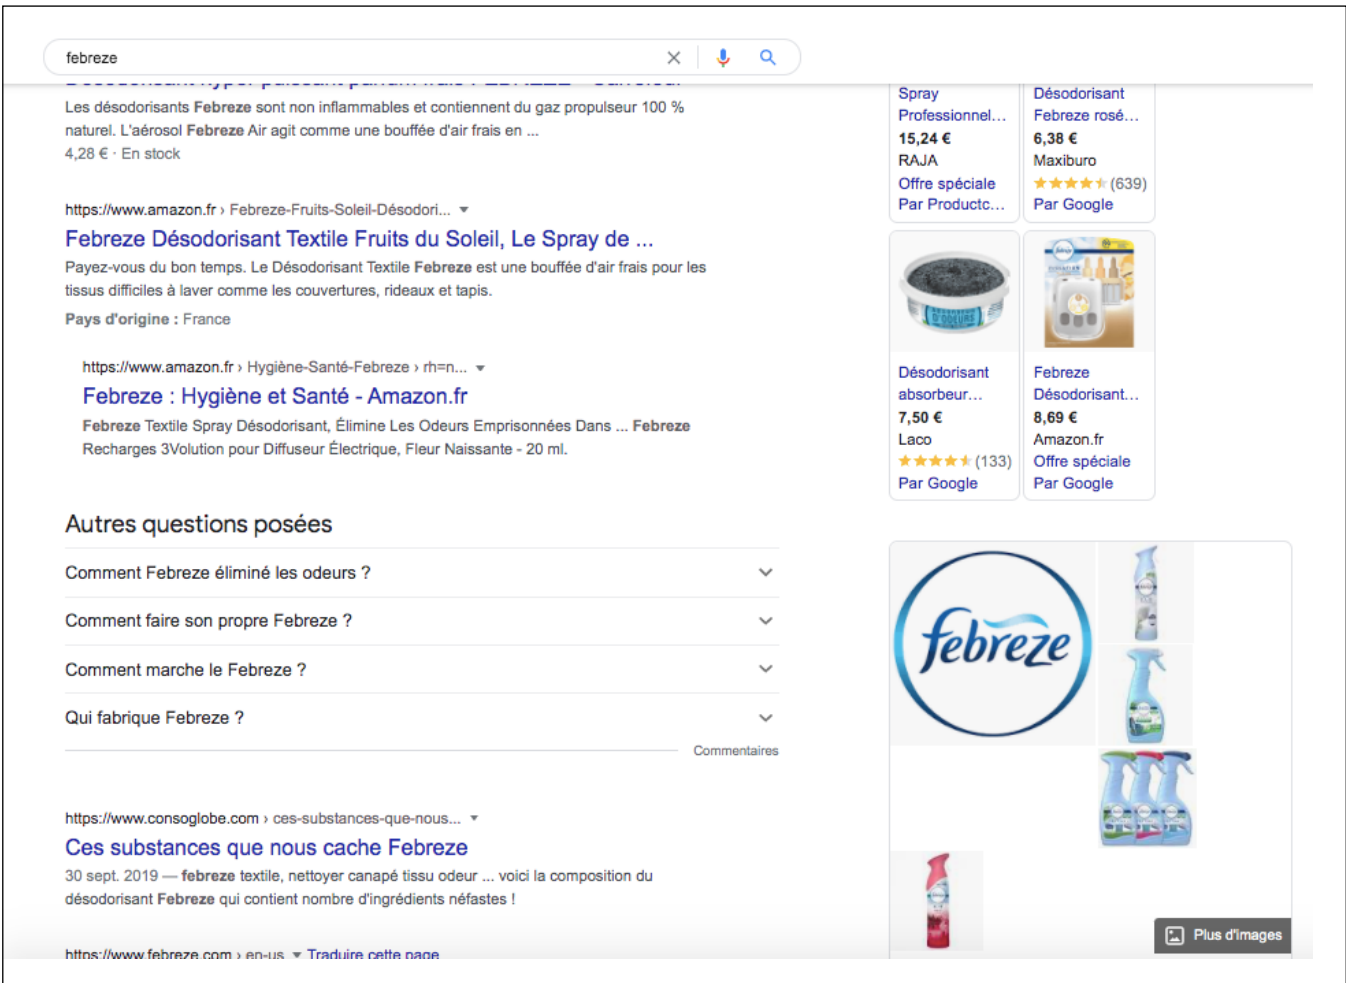 febreze
Désodorisant hyper puissant parfum frais FEBREZE - Carrefour
Les désodorisants Febreze sont non inflammables et contiennent du gaz propulseur 100 %
naturel. L'aérosol Febreze Air agit comme une bouffée d'air frais en ...
4,28 € · En stock
https://www.amazon.fr › Febreze-Fruits-Soleil-Désodori...
Febreze Désodorisant Textile Fruits du Soleil, Le Spray de ...
Payez-vous du bon temps. Le Désodorisant Textile Febreze est une bouffée d'air frais pour les
tissus difficiles à laver comme les couvertures, rideaux et tapis.
Pays d'origine : France
https://www.amazon.fr › Hygiène-Santé-Febreze › rh=n...
Febreze : Hygiène et Santé - Amazon.fr
Febreze Textile Spray Désodorisant, Élimine Les Odeurs Emprisonnées Dans ... Febreze
Recharges 3Volution pour Diffuseur Électrique, Fleur Naissante - 20 ml.
Autres questions posées
Comment Febreze éliminé les odeurs ?
Comment faire son propre Febreze ?
Comment marche le Febreze ?
Qui fabrique Febreze ?
Commentaires
https://www.consoglobe.com › ces-substances-que-nous...
Ces substances que nous cache Febreze
30 sept. 2019 — febreze textile, nettoyer canapé tissu odeur ... voici la composition du
désodorisant Febreze qui contient nombre d'ingrédients néfastes !
https://www.febreze.com › en-us Traduire cette page
Spray
Professionnel...
15,24 €
RAJA
Offre spéciale
Par Productc...
Désodorisant
Febreze rosé...
6,38 €
Maxiburo
(639)
Par Google
D'ODEURS
Désodorisant
absorbeur...
7,50 €
Laco
(133)
Par Google
Febreze
Désodorisant...
8,69 €
Amazon.fr
Offre spéciale
Par Google
febreze
Plus d'images